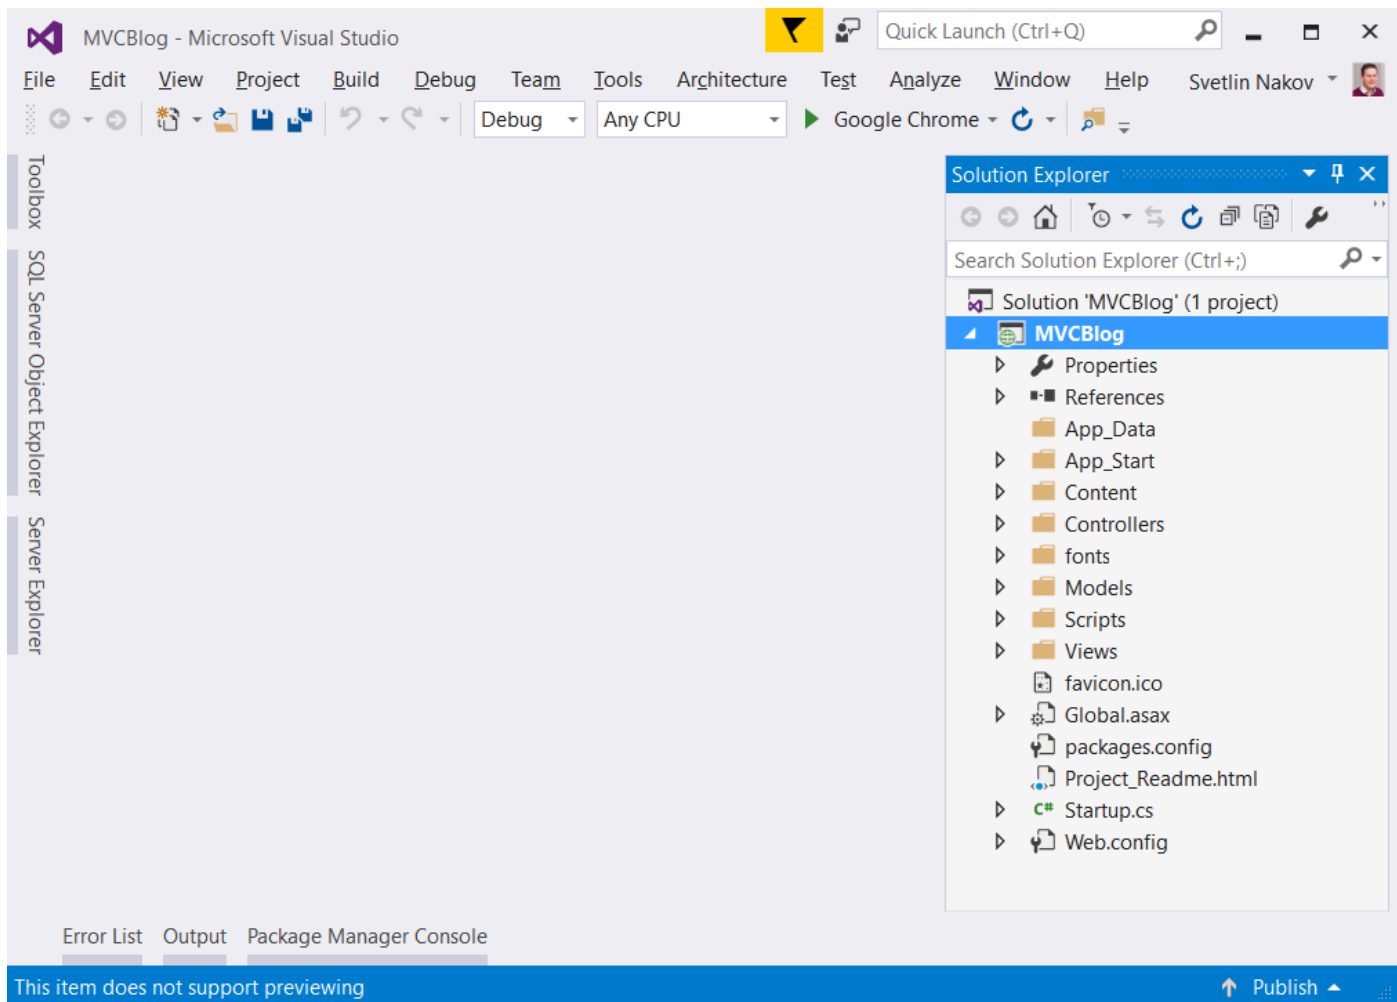 MVCBlog - Microsoft Visual Studio
Quick Launch (Ctrl+Q)
File Edit View Project Build Debug Team Tools Architecture Test Analyze Window Help Svetlin Nakov
Debug Any CPU Google Chrome
Toolbox
SQL Server Object Explorer
Server Explorer
Solution Explorer
Search Solution Explorer (Ctrl+;)
Solution 'MVCBlog' (1 project)
MVCBlog
Properties
References
App_Data
App_Start
Content
Controllers
fonts
Models
Scripts
Views
favicon.ico
Global.asax
packages.config
Project_Readme.html
C# Startup.cs
Web.config
Error List Output Package Manager Console
This item does not support previewing Publish